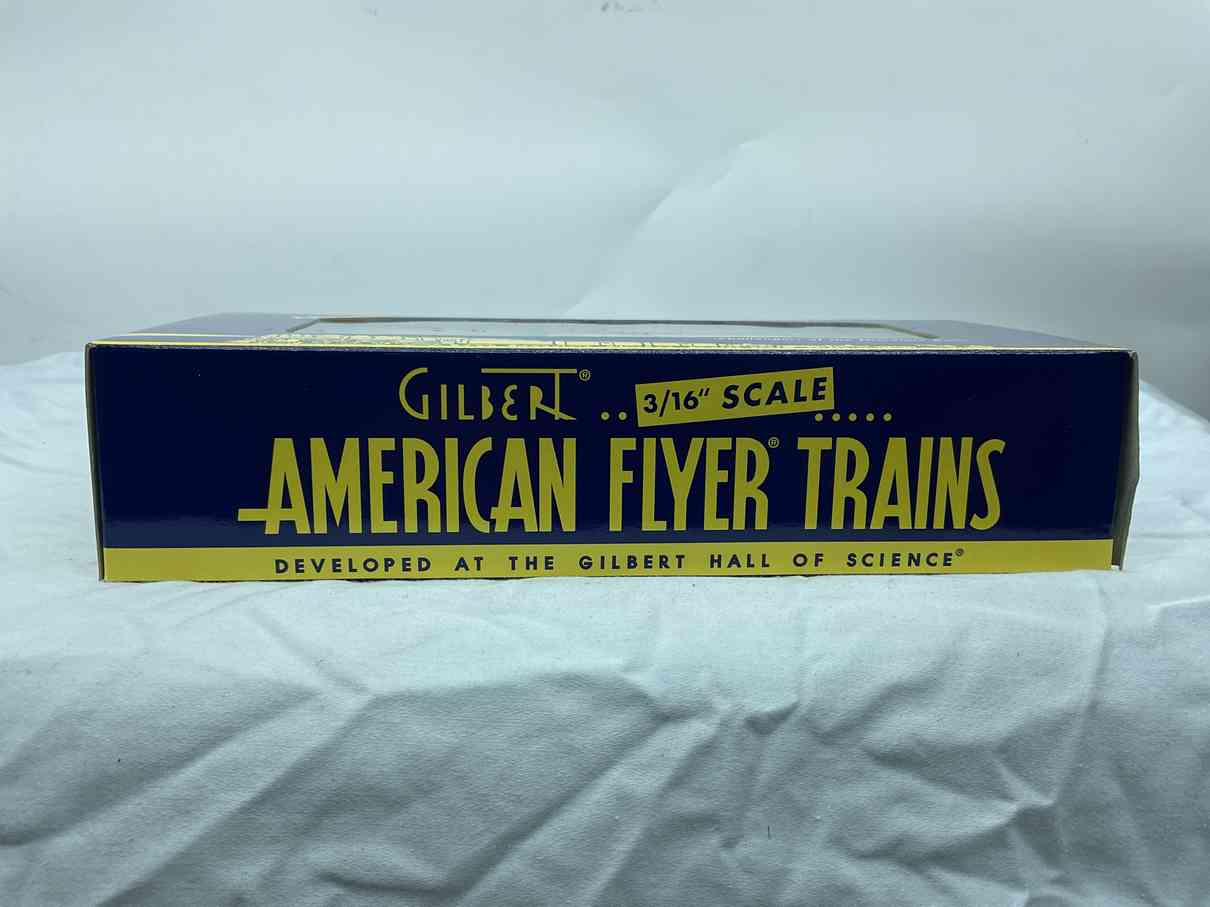 GILBERT® .. 3/16" SCALE .....
AMERICAN FLYER® TRAINS
DEVELOPED AT THE GILBERT HALL OF SCIENCE®